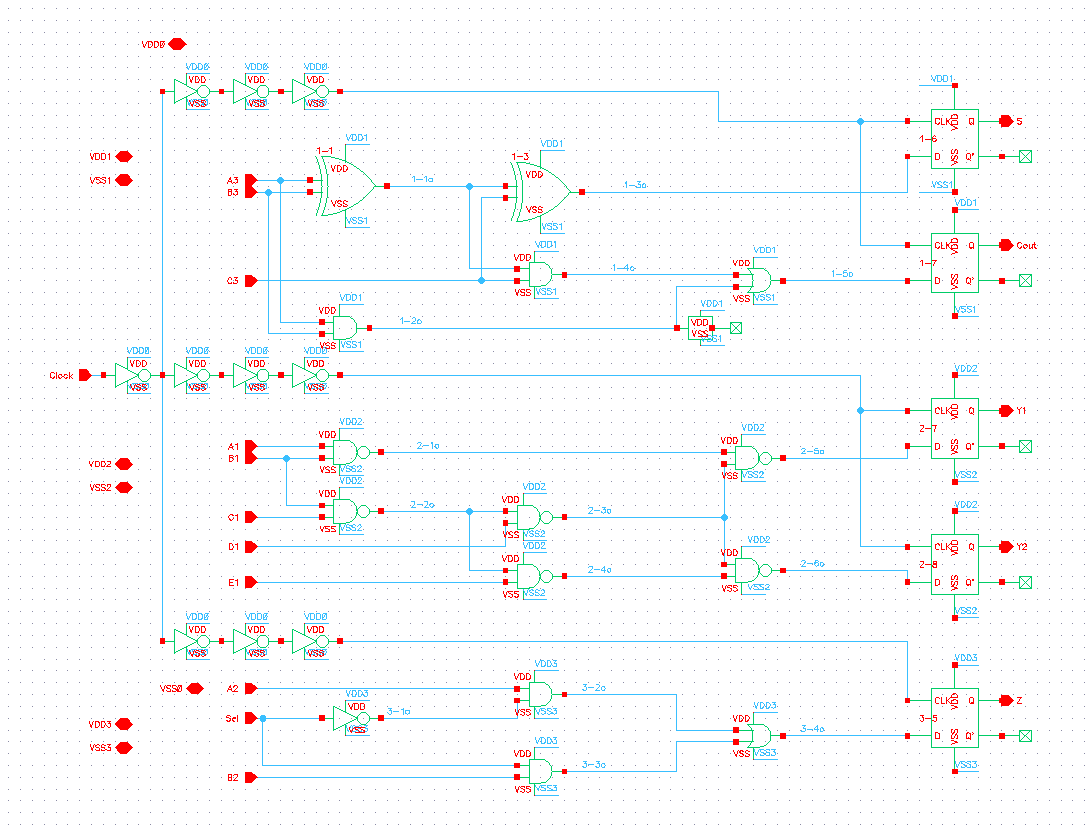 VDD0
VDD0 VDD0 VDD0
VDD VDD VDD
VSS VSS VSS
VDD1
CLK VDD Q S
1-6
D VSS Q'
VSS1
VDD1
VSS1
A3
B3
1-1
VDD1
VDD
VSS
VSS1
1-1o
1-3
VDD1
VDD
VSS
VSS1
1-3o
VDD1
CLK VDD Q Cout
1-7
D VSS Q'
VSS1
C3
VDD1
VDD
VSS VSS1
1-4o
VDD1
VDD
VSS VSS1
1-5o
VDD1
VDD
VSS VSS1
1-2o
VDD1
VDD
VSS
VSS1
Clock
VDD0 VDD0 VDD0 VDD0
VDD VDD VDD VDD
VSS VSS VSS VSS
VDD2
CLK VDD Q Y1
2-7
D VSS Q'
VSS2
VDD2
VSS2
A1
B1
VDD2
VDD
VSS VSS2
2-1o
VDD2
VDD
VSS VSS2
2-5o
C1
VDD2
VDD
VSS VSS2
2-2o
VDD2
VDD
VSS VSS2
2-3o
D1
E1
VDD2
VDD
VSS VSS2
2-4o
VDD2
VDD
VSS VSS2
2-6o
VDD2
CLK VDD Q Y2
2-8
D VSS Q'
VSS2
VDD0 VDD0 VDD0
VDD VDD VDD
VSS VSS VSS
VSS0
VDD3
VSS3
A2
Sel
B2
VDD3
VDD
VSS
3-1o
VDD3
VDD
VSS VSS3
3-2o
VDD3
VDD
VSS VSS3
3-3o
VDD3
VDD
VSS VSS3
3-4o
VDD3
CLK VDD Q Z
3-5
D VSS Q'
VSS3